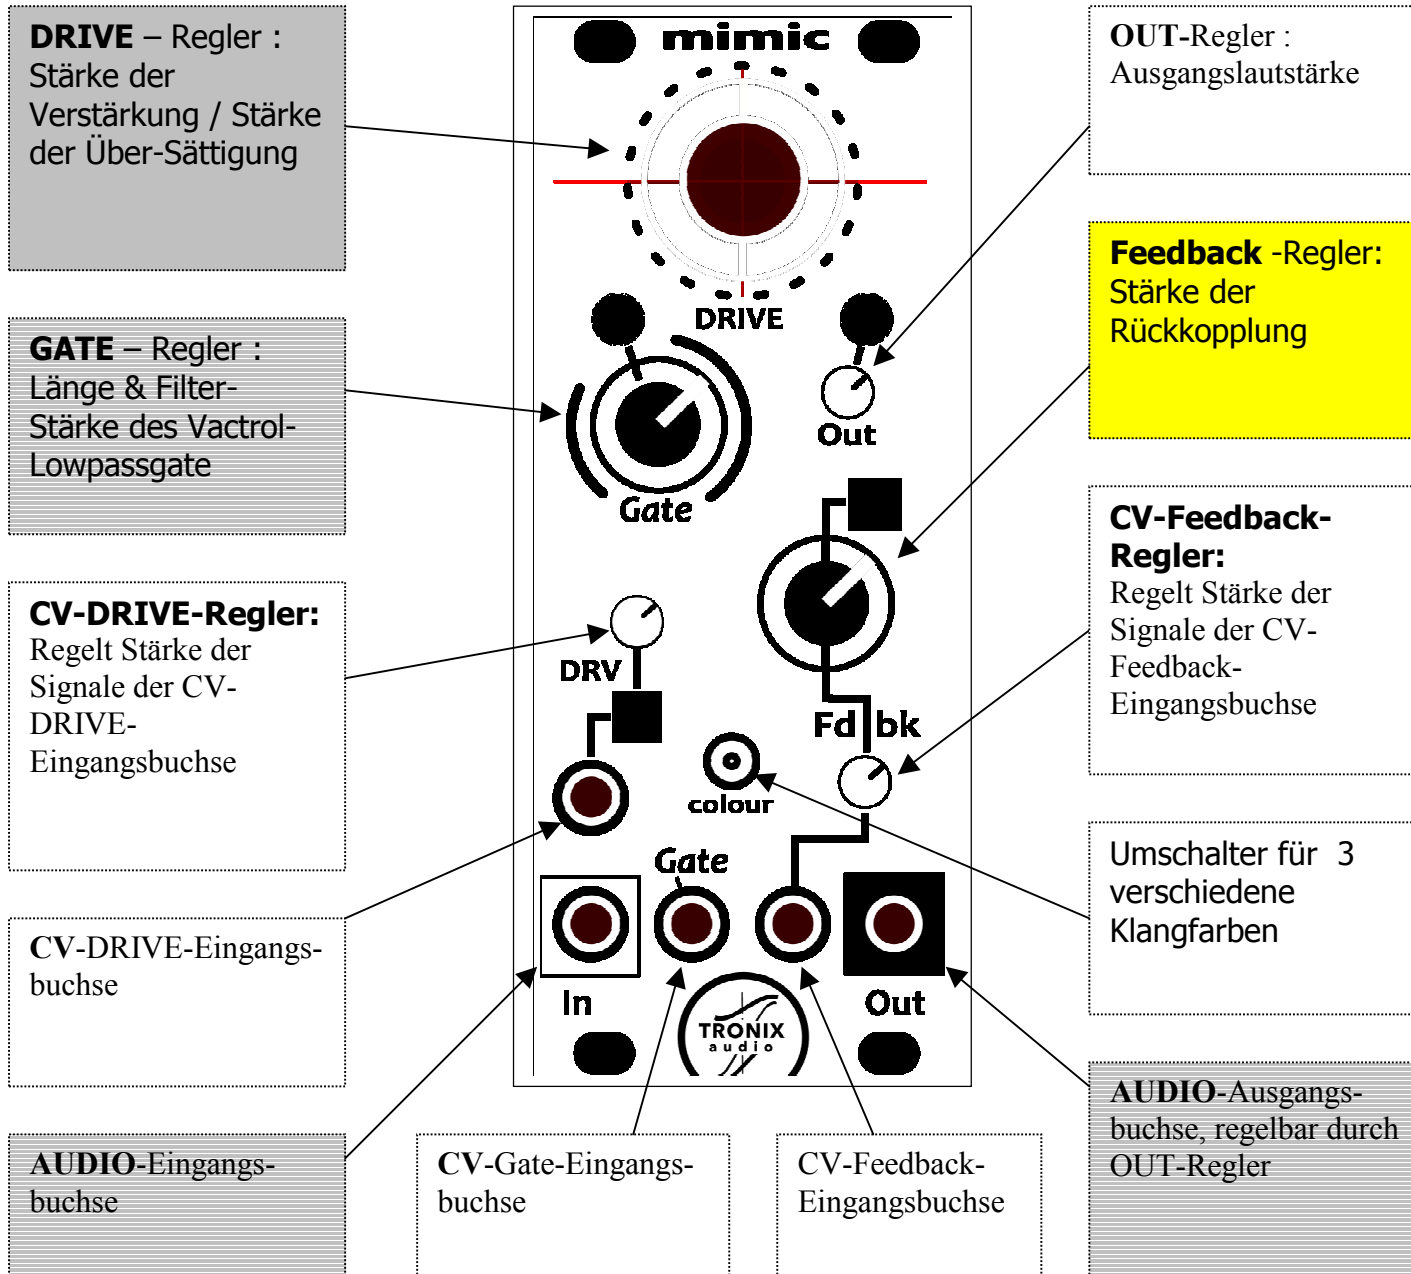 DRIVE – Regler :
Stärke der
Verstärkung / Stärke
der Über-Sättigung
GATE – Regler :
Länge & Filter-
Stärke des Vactrol-
Lowpassgate
CV-DRIVE-Regler:
Regelt Stärke der
Signale der CV-
DRIVE-
Eingangsbuchse
CV-DRIVE-Eingangs-
buchse
AUDIO-Eingangs-
buchse
mimic
DRIVE
Out
Gate
DRV
Fdbk
colour
Gate
In
Out
TRONIX
audio
CV-Gate-Eingangs-
buchse
CV-Feedback-
Eingangsbuchse
OUT-Regler :
Ausgangslautstärke
Feedback -Regler:
Stärke der
Rückkopplung
CV-Feedback-
Regler:
Regelt Stärke der
Signale der CV-
Feedback-
Eingangsbuchse
Umschalter für 3
verschiedene
Klangfarben
AUDIO-Ausgangs-
buchse, regelbar durch
OUT-Regler